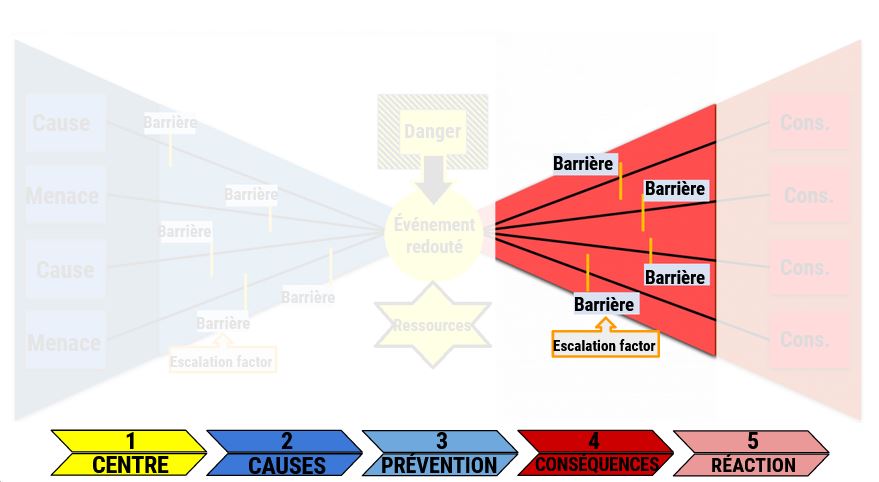 Cause
Menace
Cause
Menace
Barrière
Barrière
Barrière
Barrière
Barrière
Escalation factor
Danger
Événement
redouté
Ressources
Barrière
Barrière
Barrière
Barrière
Escalation factor
Cons.
Cons.
Cons.
Cons.
1
CENTRE
2
CAUSES
3
PRÉVENTION
4
CONSÉQUENCES
5
RÉACTION